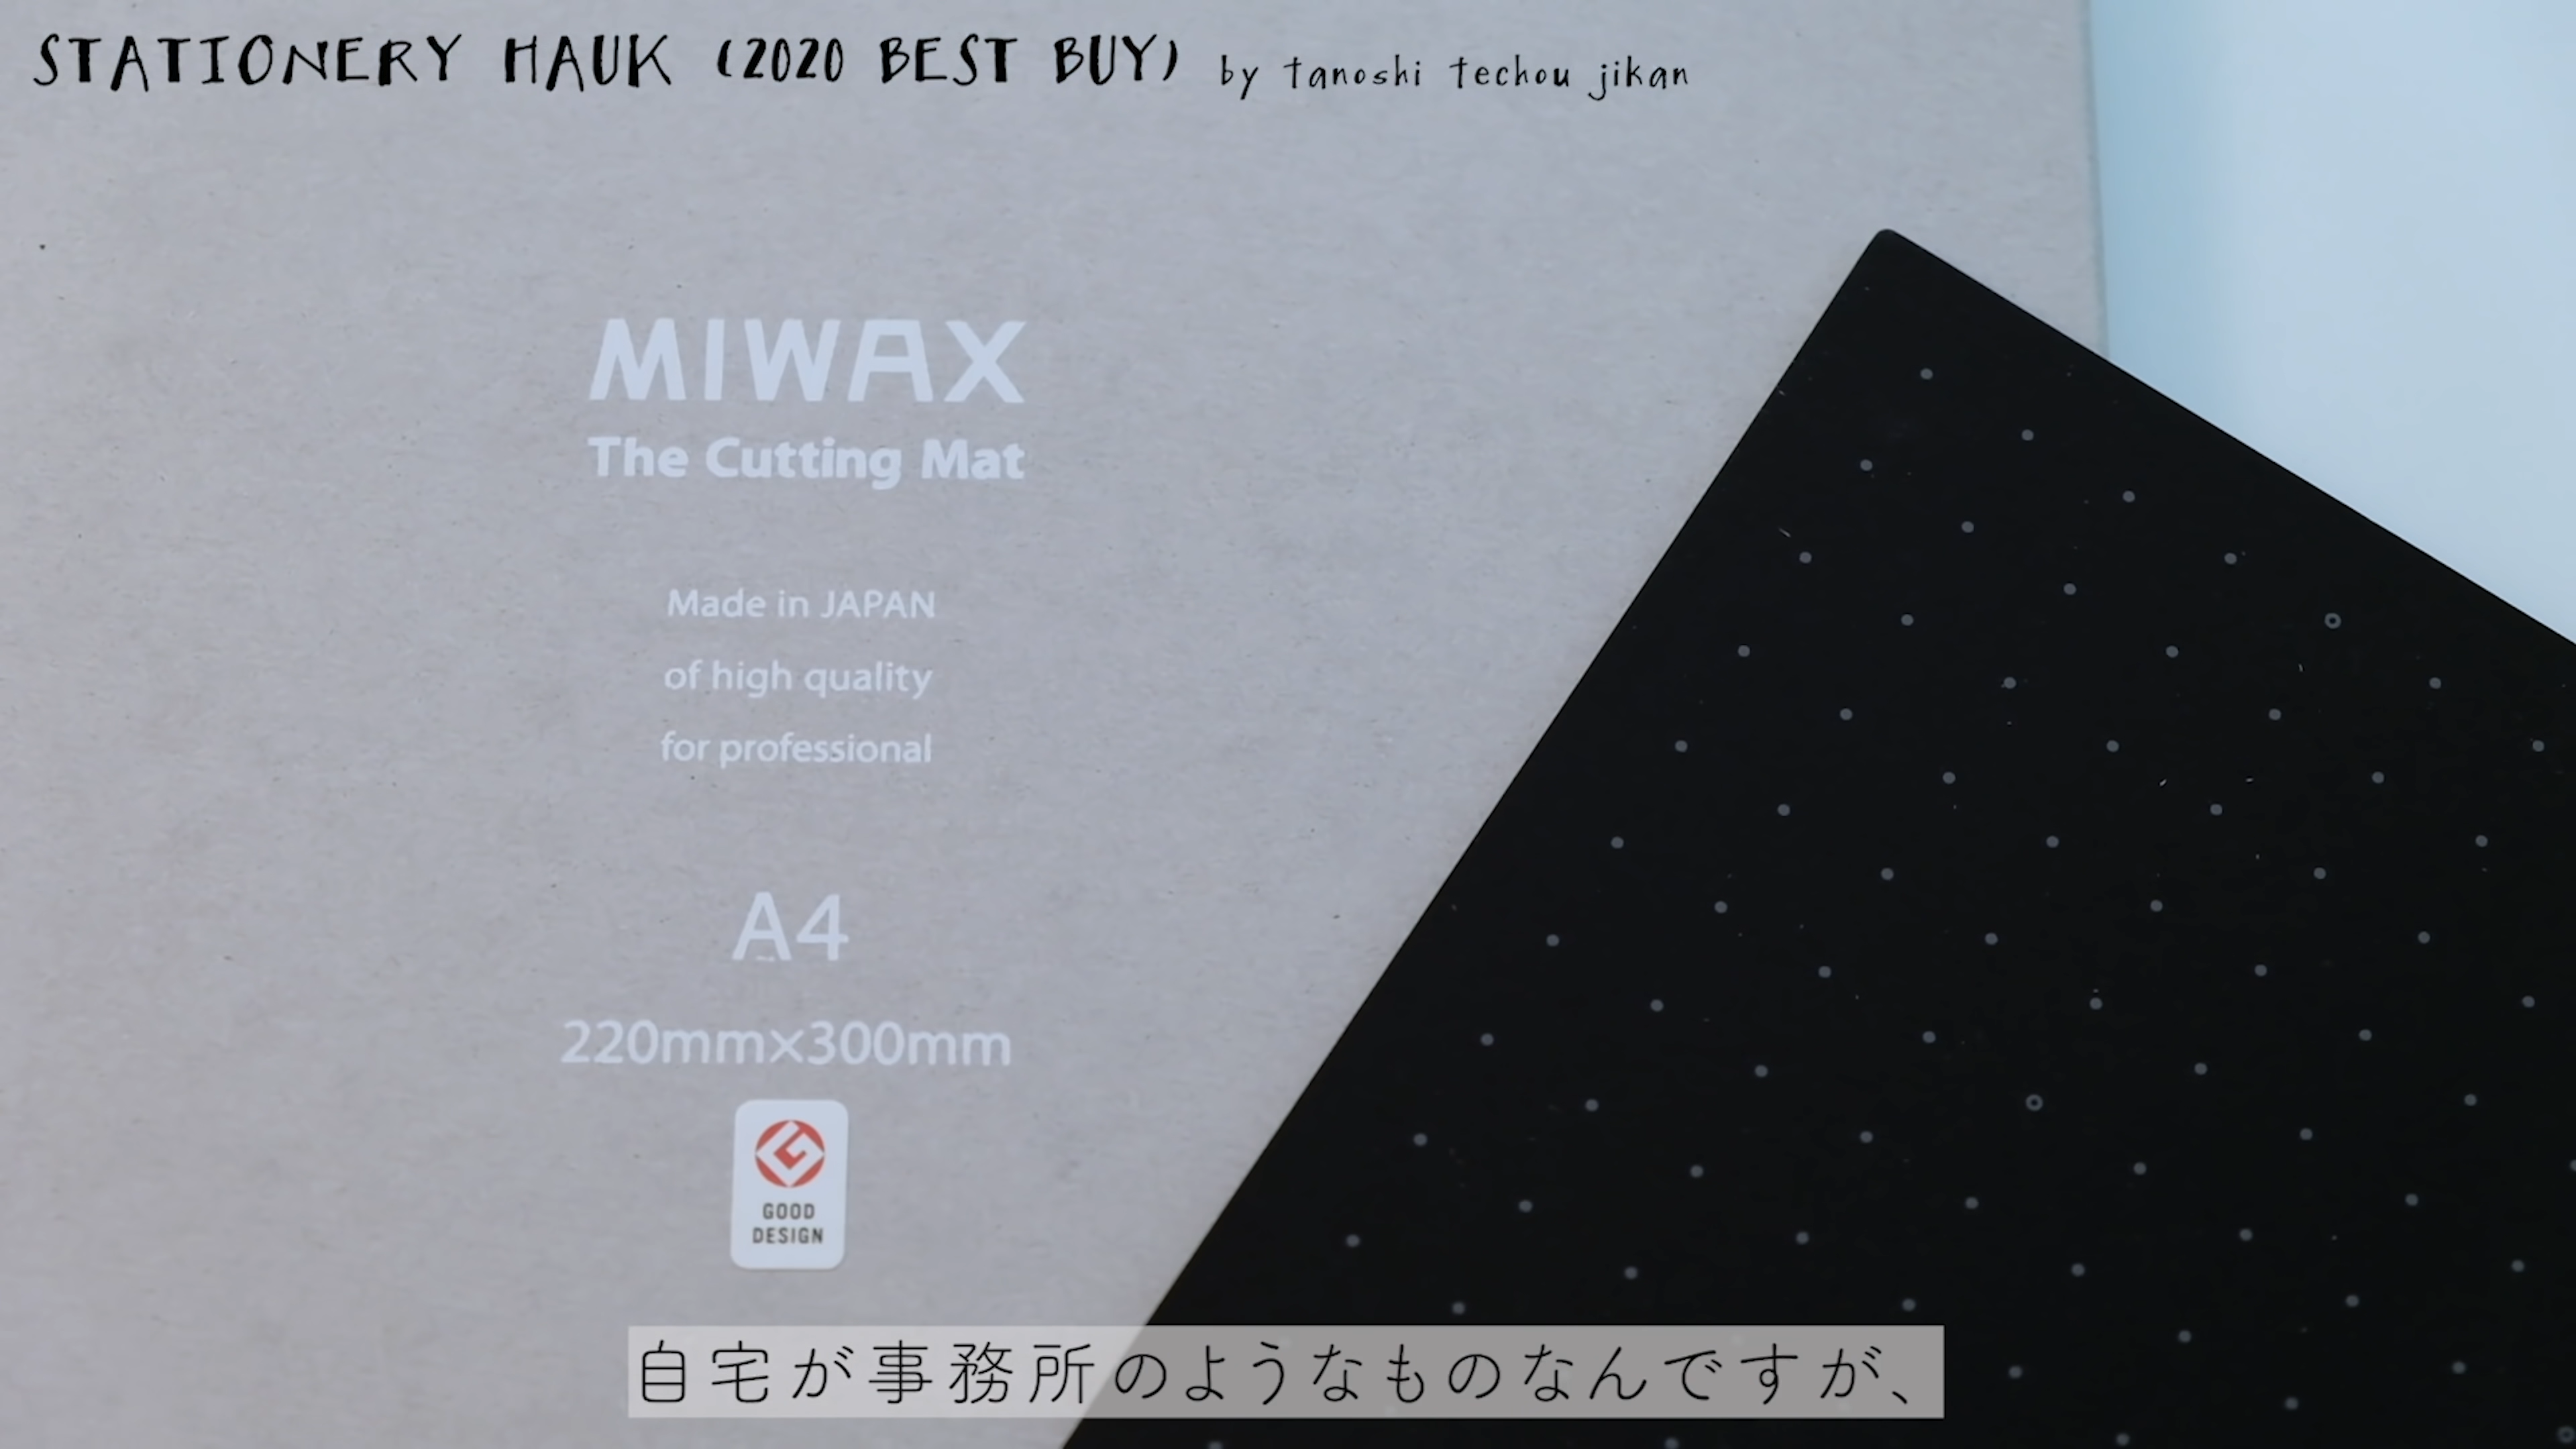 STATIONERY HAUK (2020 BEST BUY) by tanoshi techou jikan
MIWAX
The Cutting Mat
Made in JAPAN
of high quality
for professional
A4
220mm×300mm
GOOD
DESIGN
自宅が事務所のようなものなんですが、